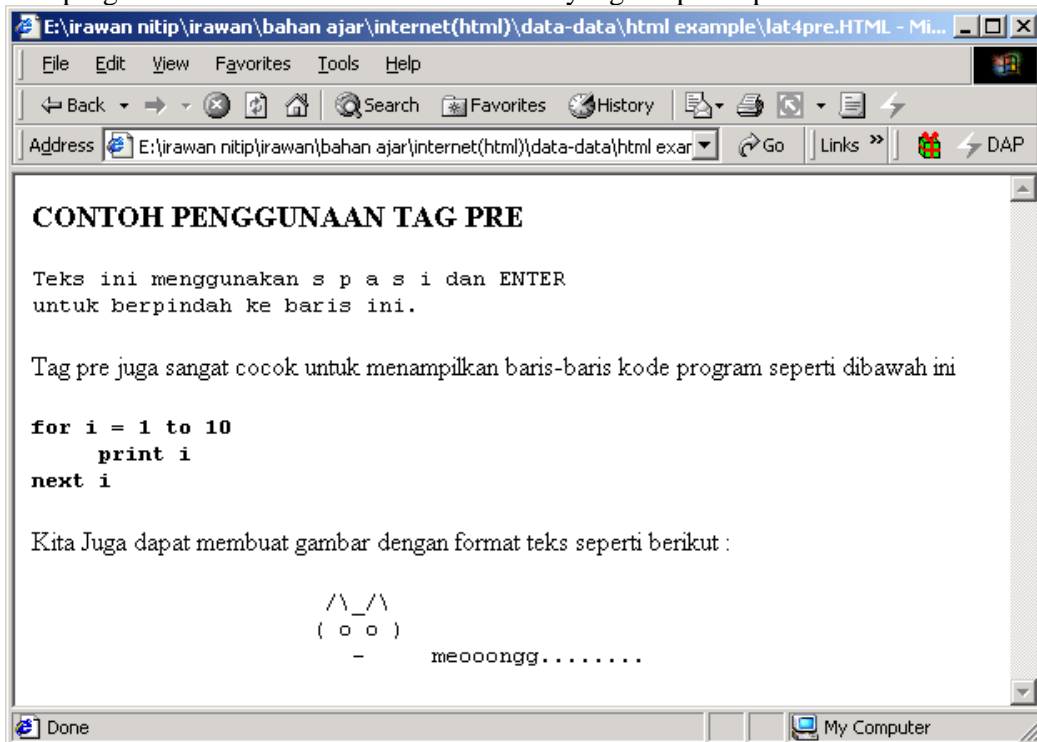 E:\irawan nitip\irawan\bahan ajar\internet(html)\data-data\html example\lat4pre.HTML - Mi...
File Edit View Favorites Tools Help
Back Search Favorites History
Address E:\irawan nitip\irawan\bahan ajar\internet(html)\data-data\html exar Go Links » DAP
CONTOH PENGGUNAAN TAG PRE
Teks ini menggunakan s p a s i dan ENTER
untuk berpindah ke baris ini.
Tag pre juga sangat cocok untuk menampilkan baris-baris kode program seperti dibawah ini
for i = 1 to 10
     print i
next i
Kita Juga dapat membuat gambar dengan format teks seperti berikut :
/\_/\
( o o )
   -     meooongg........
Done My Computer